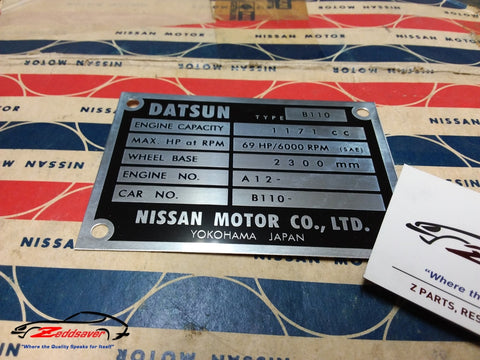 NISSAN MOTOR
NISSAN MOTOR
NISSAN MOTOR
NISSAN MOTOR
NISSAN
DATSUN TYPE B110
ENGINE CAPACITY 1171 cc
MAX. HP at RPM 69 HP/6000 RPM (SAE)
WHEEL BASE 2300 mm
ENGINE NO. A12-
CAR NO. B110-
NISSAN MOTOR CO., LTD.
YOKOHAMA JAPAN
"Where the
Z PARTS, RES
NISSAN
Zeddsaver
"Where the Quality Speaks for Itself"